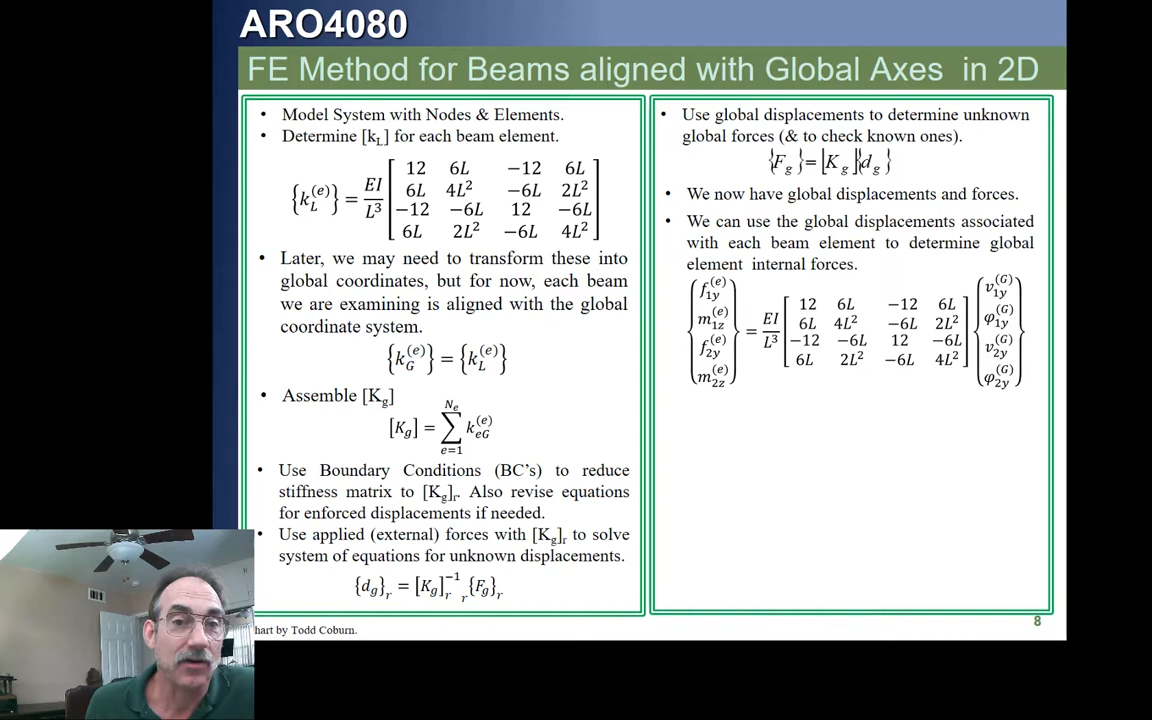 ARO4080
FE Method for Beams aligned with Global Axes in 2D
• Model System with Nodes & Elements.
• Determine [k_L] for each beam element.
{k_L^(e)} = EI/L³ [12 6L −12 6L
6L 4L² −6L 2L²
−12 −6L 12 −6L
6L 2L² −6L 4L²]
• Later, we may need to transform these into
global coordinates, but for now, each beam
we are examining is aligned with the global
coordinate system.
{k_G^(e)} = {k_L^(e)}
• Assemble [K_g]
[K_g] = ∑_{e=1}^{N_e} k_eG^(e)
• Use Boundary Conditions (BC’s) to reduce
stiffness matrix to [K_g]_r. Also revise equations
for enforced displacements if needed.
• Use applied (external) forces with [K_g]_r to solve
system of equations for unknown displacements.
{d_g}_r = [K_g]_r^−1 _r {F_g}_r
hart by Todd Coburn.
• Use global displacements to determine unknown
global forces (& to check known ones).
{F_g} = [K_g]{d_g}
• We now have global displacements and forces.
• We can use the global displacements associated
with each beam element to determine global
element internal forces.
{f_1y^(e)
m_1z^(e)
f_2y^(e)
m_2z^(e)} = EI/L³ [12 6L −12 6L
6L 4L² −6L 2L²
−12 −6L 12 −6L
6L 2L² −6L 4L²] {v_1y^(G)
φ_1y^(G)
v_2y^(G)
φ_2y^(G)}
8